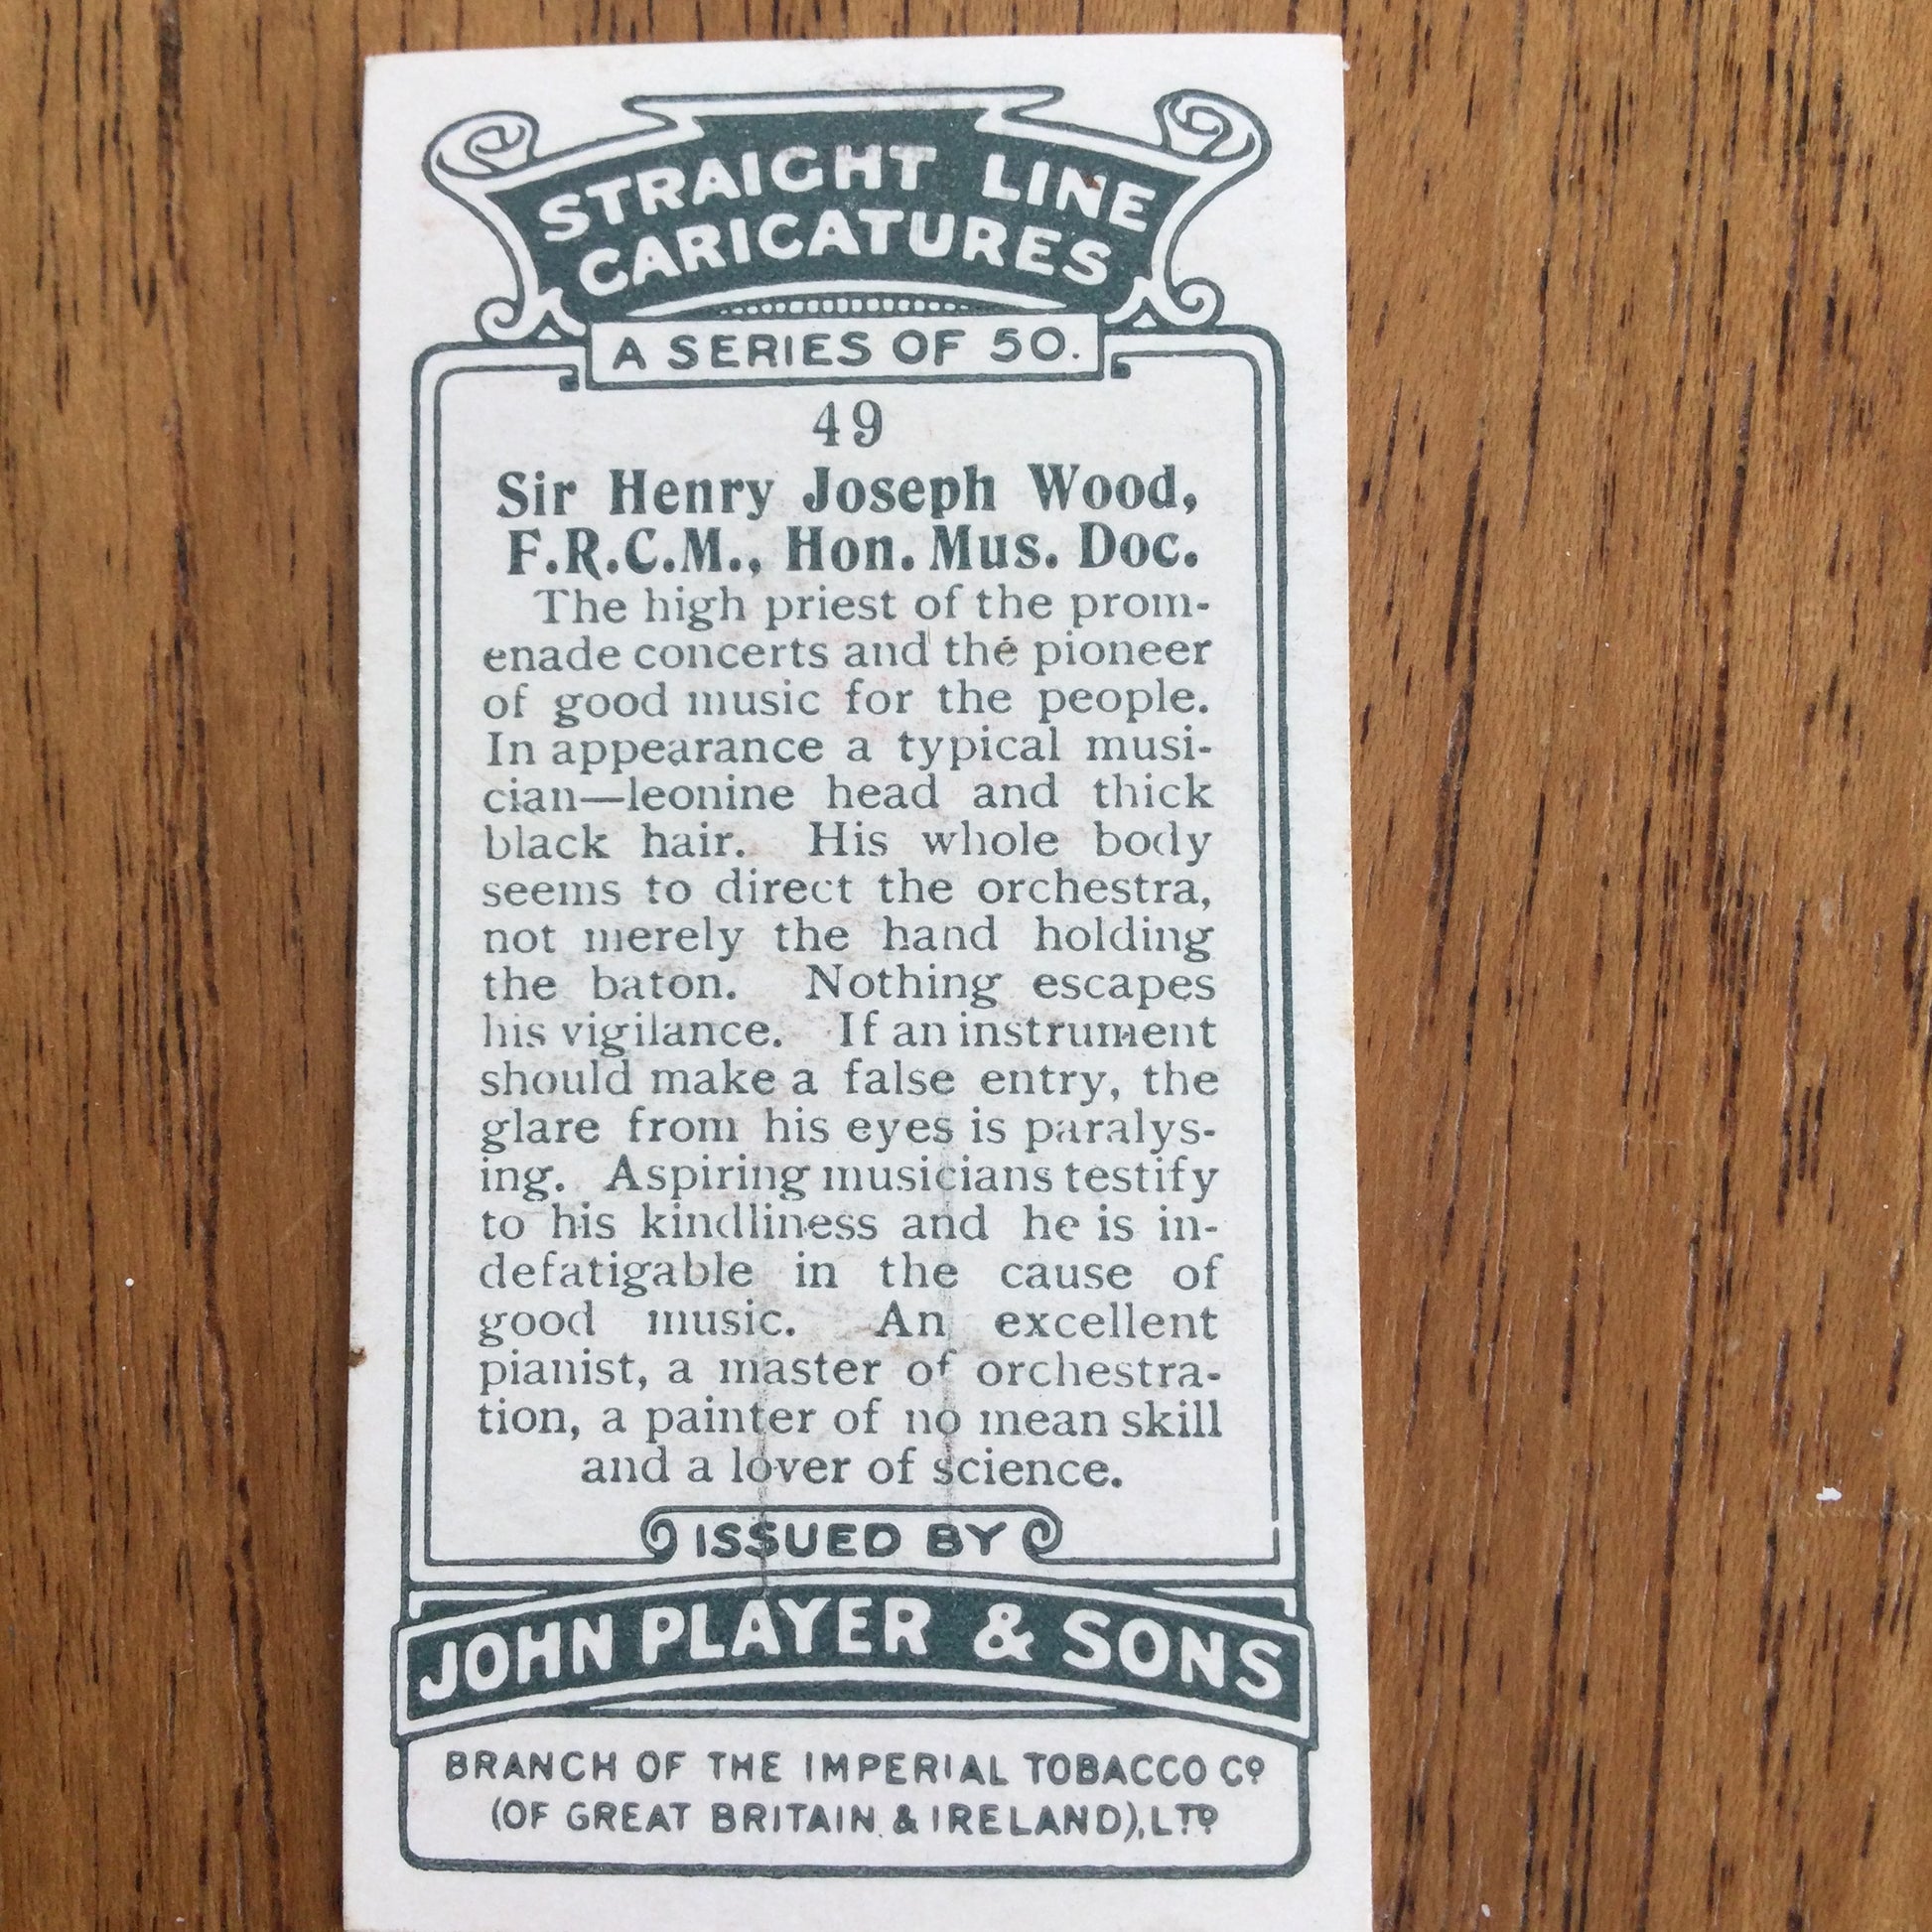 STRAIGHT LINE
CARICATURES
A SERIES OF 50.
49
Sir Henry Joseph Wood,
F.R.C.M., Hon. Mus. Doc.
The high priest of the prom-
enade concerts and the pioneer
of good music for the people.
In appearance a typical musi-
cian—leonine head and thick
black hair. His whole body
seems to direct the orchestra,
not merely the hand holding
the baton. Nothing escapes
his vigilance. If an instrument
should make a false entry, the
glare from his eyes is paralys-
ing. Aspiring musicians testify
to his kindliness and he is in-
defatigable in the cause of
good music. An excellent
pianist, a master of orchestra-
tion, a painter of no mean skill
and a lover of science.
ISSUED BY
JOHN PLAYER & SONS
BRANCH OF THE IMPERIAL TOBACCO Co
(OF GREAT BRITAIN & IRELAND), LTD